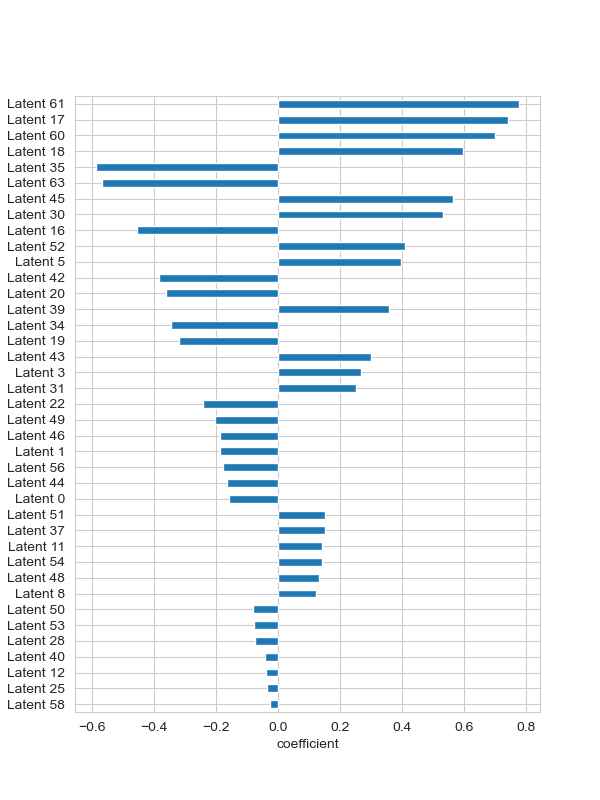 Latent 61
Latent 17
Latent 60
Latent 18
Latent 35
Latent 63
Latent 45
Latent 30
Latent 16
Latent 52
Latent 5
Latent 42
Latent 20
Latent 39
Latent 34
Latent 19
Latent 43
Latent 3
Latent 31
Latent 22
Latent 49
Latent 46
Latent 1
Latent 56
Latent 44
Latent 0
Latent 51
Latent 37
Latent 11
Latent 54
Latent 48
Latent 8
Latent 50
Latent 53
Latent 28
Latent 40
Latent 12
Latent 25
Latent 58
−0.6 −0.4 −0.2 0.0 0.2 0.4 0.6 0.8
coefficient